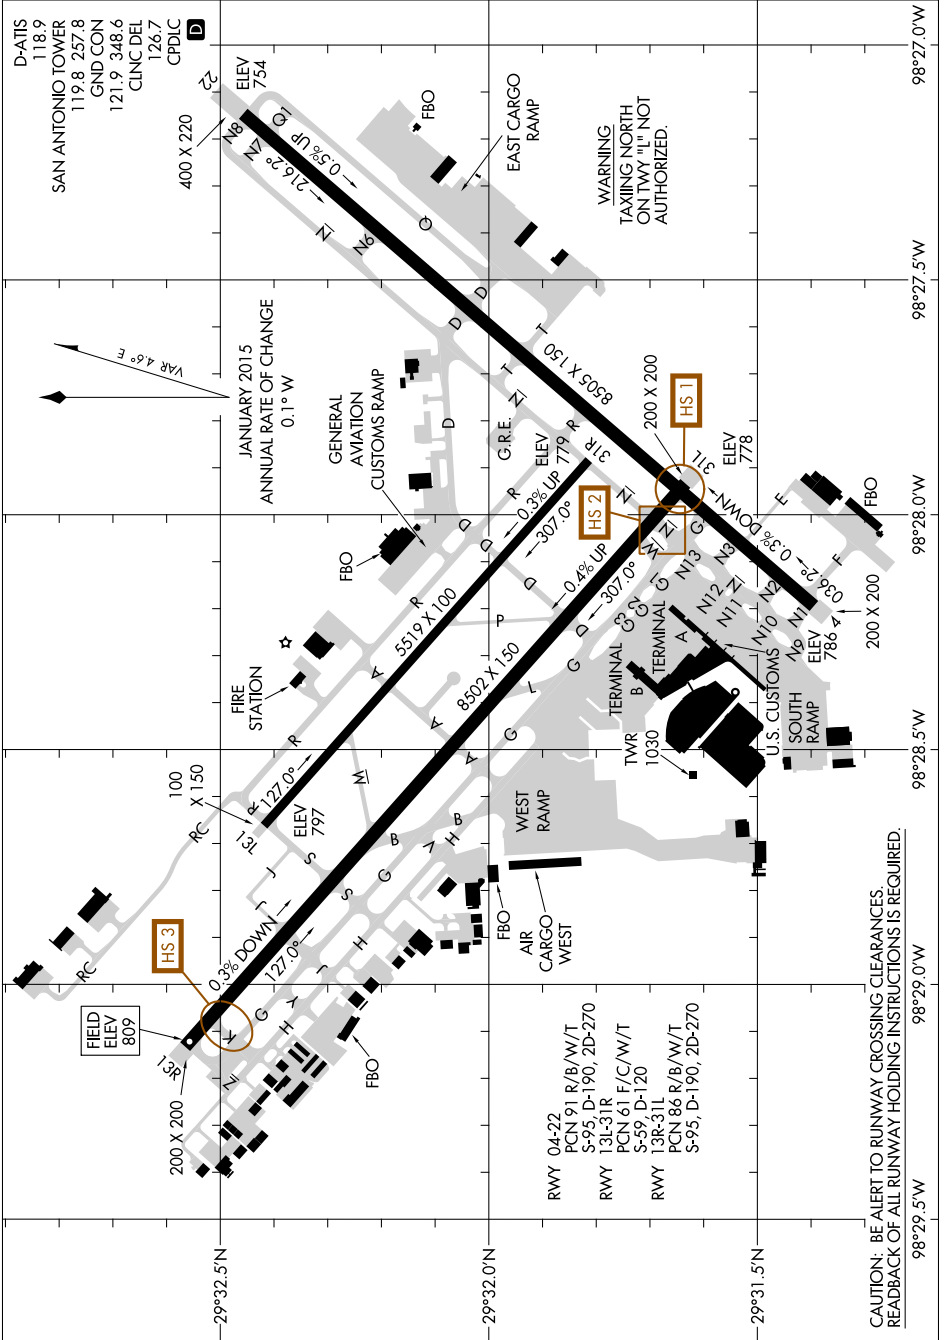 D-ATIS
118.9
SAN ANTONIO TOWER
119.8 257.8
GND CON
121.9 348.6
CLNC DEL
126.7
CPDLC
D
JANUARY 2015
ANNUAL RATE OF CHANGE
0.1° W
VAR 4.6° E
WARNING
TAXIING NORTH
ON TWY "L" NOT
AUTHORIZED.
400 X 220
22
ELEV
754
N8
N7
Q1
216.2°
0.5% UP
N
N6
Q
FBO
EAST CARGO
RAMP
D
D
T
L
N
8505 X 150
G.R.E.
D
GENERAL
AVIATION
CUSTOMS RAMP
FBO
ELEV
779
31R
R
R
0.3% UP
307.0°
D
D
D
200 X 200
HS 1
HS 2
31L
ELEV
778
N
N
W
G
0.4% UP
307.0°
G1
G2
G3
N13
N3
N12
N11
N
N2
N10
N1
N9
0.3% DOWN
036.2°
E
F
FBO
ELEV
786
4
200 X 200
FIRE
STATION
R
5519 X 100
A
P
8502 X 150
D
G
L
A
A
G
TERMINAL
A
TERMINAL
B
U.S. CUSTOMS
SOUTH
RAMP
TWR
1030
WEST
RAMP
100
X 150
R
R
127.0°
13L
ELEV
797
W
B
B
H
V
G
S
S
J
J
RC
RC
HS 3
0.3% DOWN
127.0°
H
J
Y
H
G
K
Z
FIELD
ELEV
809
13R
200 X 200
FBO
FBO
AIR
CARGO
WEST
RWY 04-22
PCN 91 R/B/W/T
S-95, D-190, 2D-270
RWY 13L-31R
PCN 61 F/C/W/T
S-59, D-120
RWY 13R-31L
PCN 86 R/B/W/T
S-95, D-190, 2D-270
29°32.5'N
29°32.0'N
29°31.5'N
98°29.5'W
98°29.0'W
98°28.5'W
98°28.0'W
98°27.5'W
98°27.0'W
CAUTION: BE ALERT TO RUNWAY CROSSING CLEARANCES.
READBACK OF ALL RUNWAY HOLDING INSTRUCTIONS IS REQUIRED.